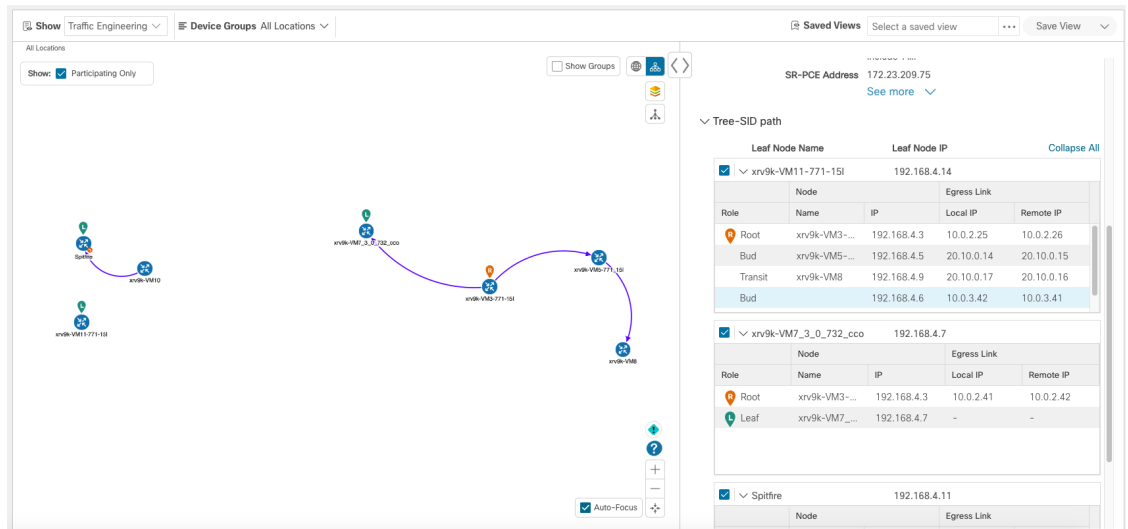 Show Traffic Engineering Device Groups All Locations Saved Views Select a saved view Save View
All Locations
Show: Participating Only
Show Groups
L
Spitfire
xrv9k-VM10
L
xrv9k-VM11-771-15l
L
xrv9k-VM7_3_0_732_cco
R
xrv9k-VM3-771-15l
xrv9k-VM5-771_15l
xrv9k-VM8
Auto-Focus
SR-PCE Address 172.23.209.75
See more
Tree-SID path
Leaf Node Name Leaf Node IP Collapse All
xrv9k-VM11-771-15l 192.168.4.14
Node Egress Link
Role Name IP Local IP Remote IP
R Root xrv9k-VM3-... 192.168.4.3 10.0.2.25 10.0.2.26
Bud xrv9k-VM5-... 192.168.4.5 20.10.0.14 20.10.0.15
Transit xrv9k-VM8 192.168.4.9 20.10.0.17 20.10.0.16
Bud 192.168.4.6 10.0.3.42 10.0.3.41
xrv9k-VM7_3_0_732_cco 192.168.4.7
Node Egress Link
Role Name IP Local IP Remote IP
R Root xrv9k-VM3-... 192.168.4.3 10.0.2.41 10.0.2.42
L Leaf xrv9k-VM7_... 192.168.4.7 - -
Spitfire 192.168.4.11
Node Egress Link